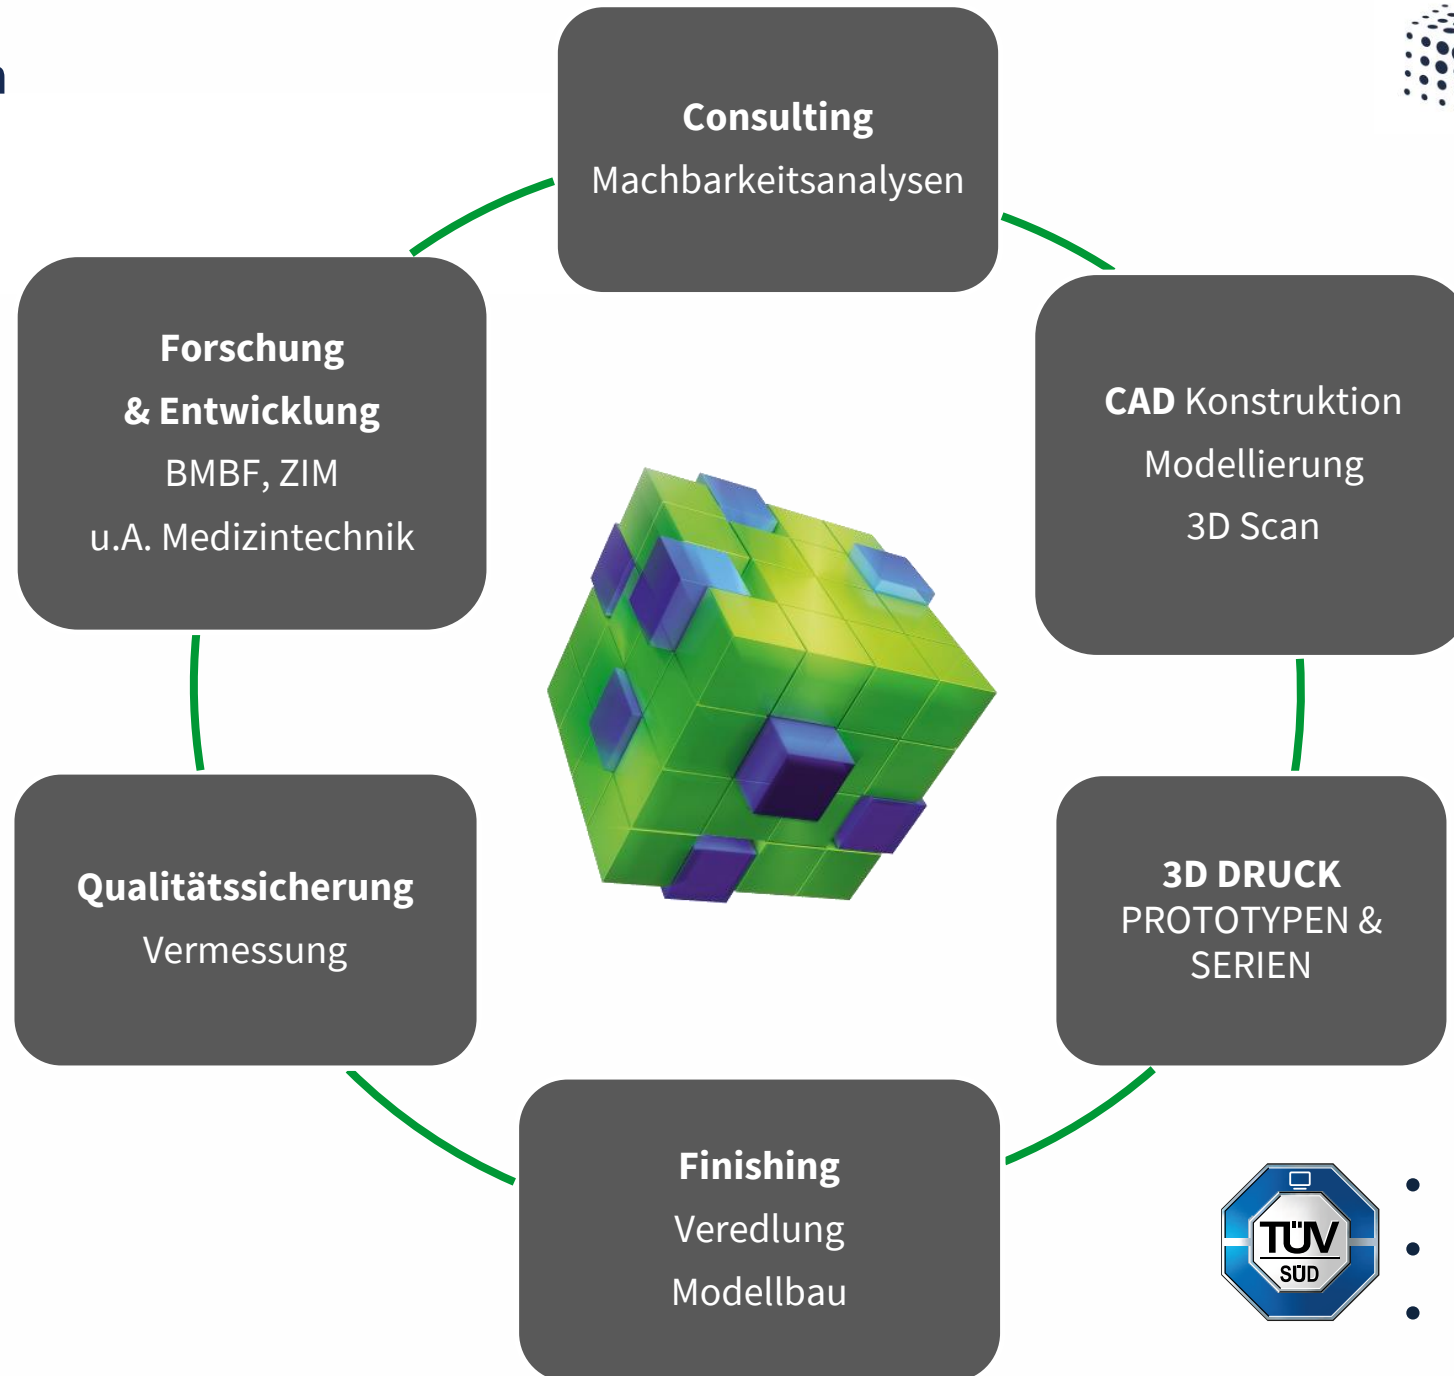 Consulting
Machbarkeitsanalysen
Forschung
& Entwicklung
BMBF, ZIM
u.A. Medizintechnik
CAD Konstruktion
Modellierung
3D Scan
Qualitätssicherung
Vermessung
3D DRUCK
PROTOTYPEN &
SERIEN
Finishing
Veredlung
Modellbau
TÜV
SÜD